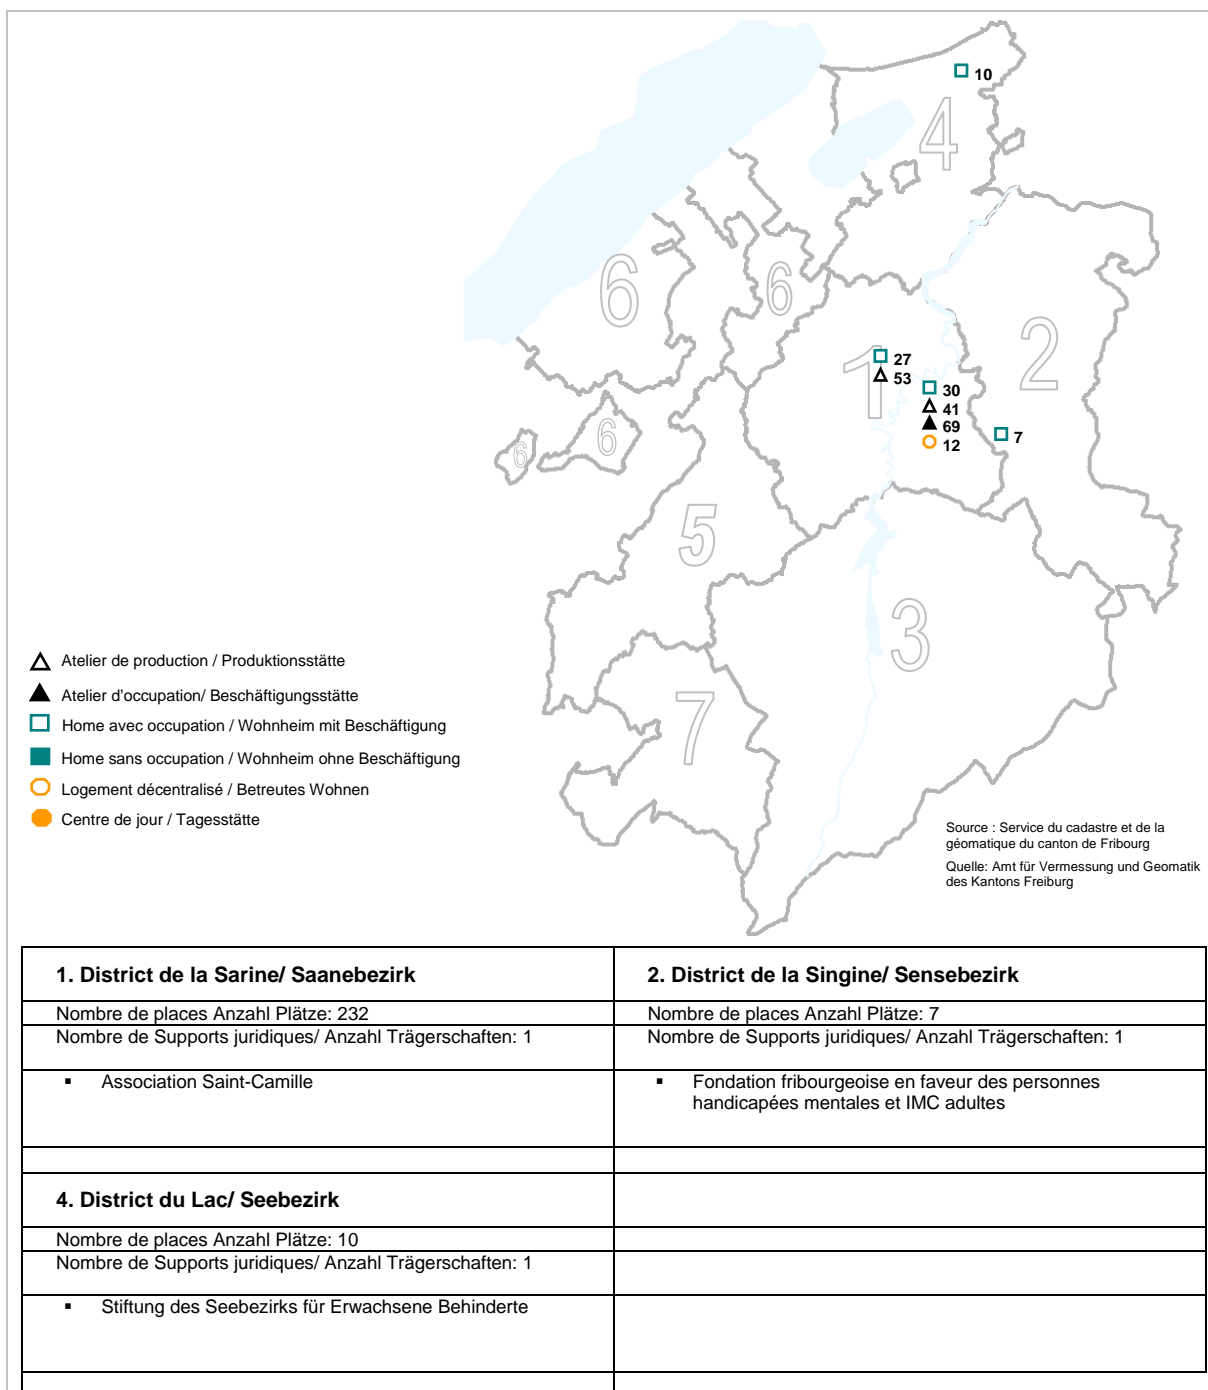 10
4
6
6
2
1
27
53
30
41
69
12
7
6
6
5
3
7
Atelier de production / Produktionsstätte
Atelier d'occupation/ Beschäftigungsstätte
Home avec occupation / Wohnheim mit Beschäftigung
Home sans occupation / Wohnheim ohne Beschäftigung
Logement décentralisé / Betreutes Wohnen
Centre de jour / Tagesstätte
Source : Service du cadastre et de la
géomatique du canton de Fribourg
Quelle: Amt für Vermessung und Geomatik
des Kantons Freiburg
1. District de la Sarine/ Saanebezirk
2. District de la Singine/ Sensebezirk
Nombre de places Anzahl Plätze: 232
Nombre de places Anzahl Plätze: 7
Nombre de Supports juridiques/ Anzahl Trägerschaften: 1
Nombre de Supports juridiques/ Anzahl Trägerschaften: 1
▪ Association Saint-Camille
▪ Fondation fribourgeoise en faveur des personnes
handicapées mentales et IMC adultes
4. District du Lac/ Seebezirk
Nombre de places Anzahl Plätze: 10
Nombre de Supports juridiques/ Anzahl Trägerschaften: 1
▪ Stiftung des Seebezirks für Erwachsene Behinderte